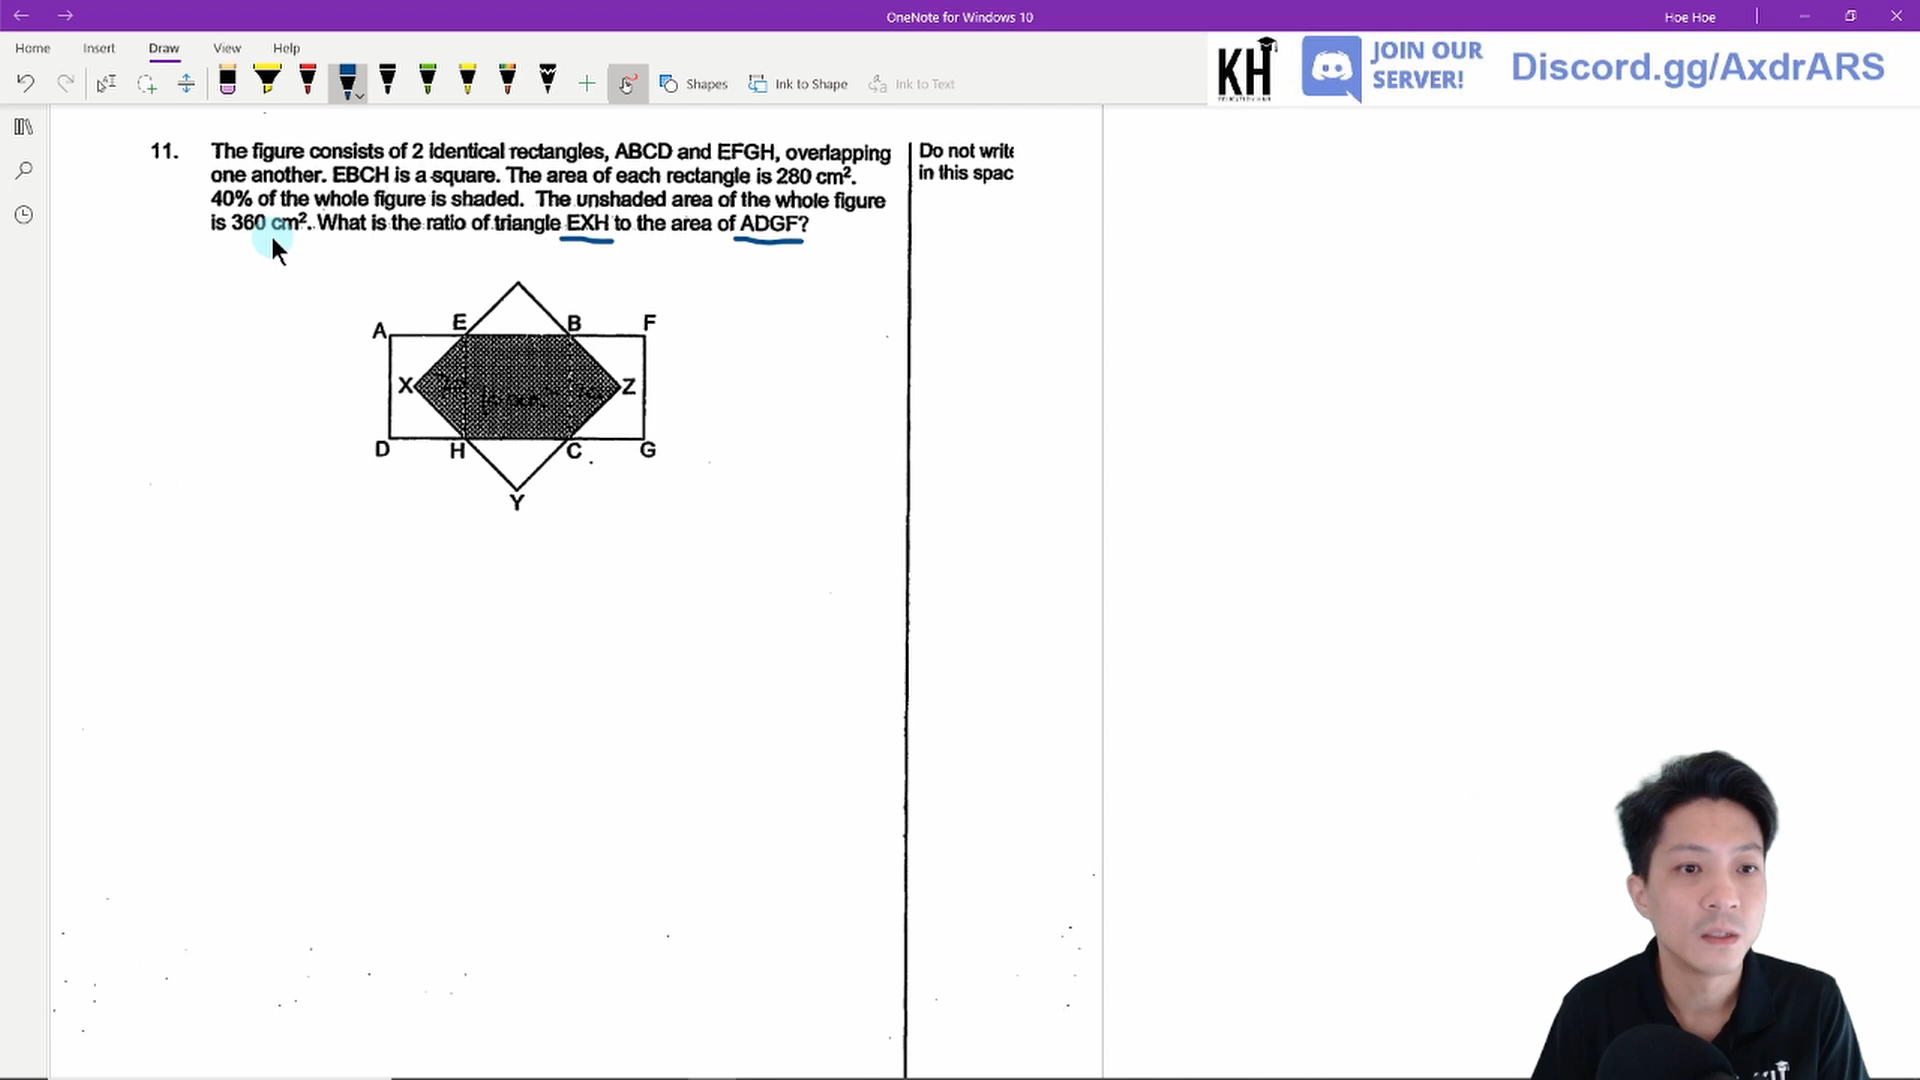 OneNote for Windows 10
Hoe Hoe
Home Insert Draw View Help
Shapes
Ink to Shape
Ink to Text
KH
JOIN OUR
SERVER!
Discord.gg/AxdrARS
11. The figure consists of 2 identical rectangles, ABCD and EFGH, overlapping
one another. EBCH is a square. The area of each rectangle is 280 cm².
40% of the whole figure is shaded. The unshaded area of the whole figure
is 360 cm². What is the ratio of triangle EXH to the area of ADGF?
Do not write
in this spac
A E B F
X Z
D H C G
Y
KH